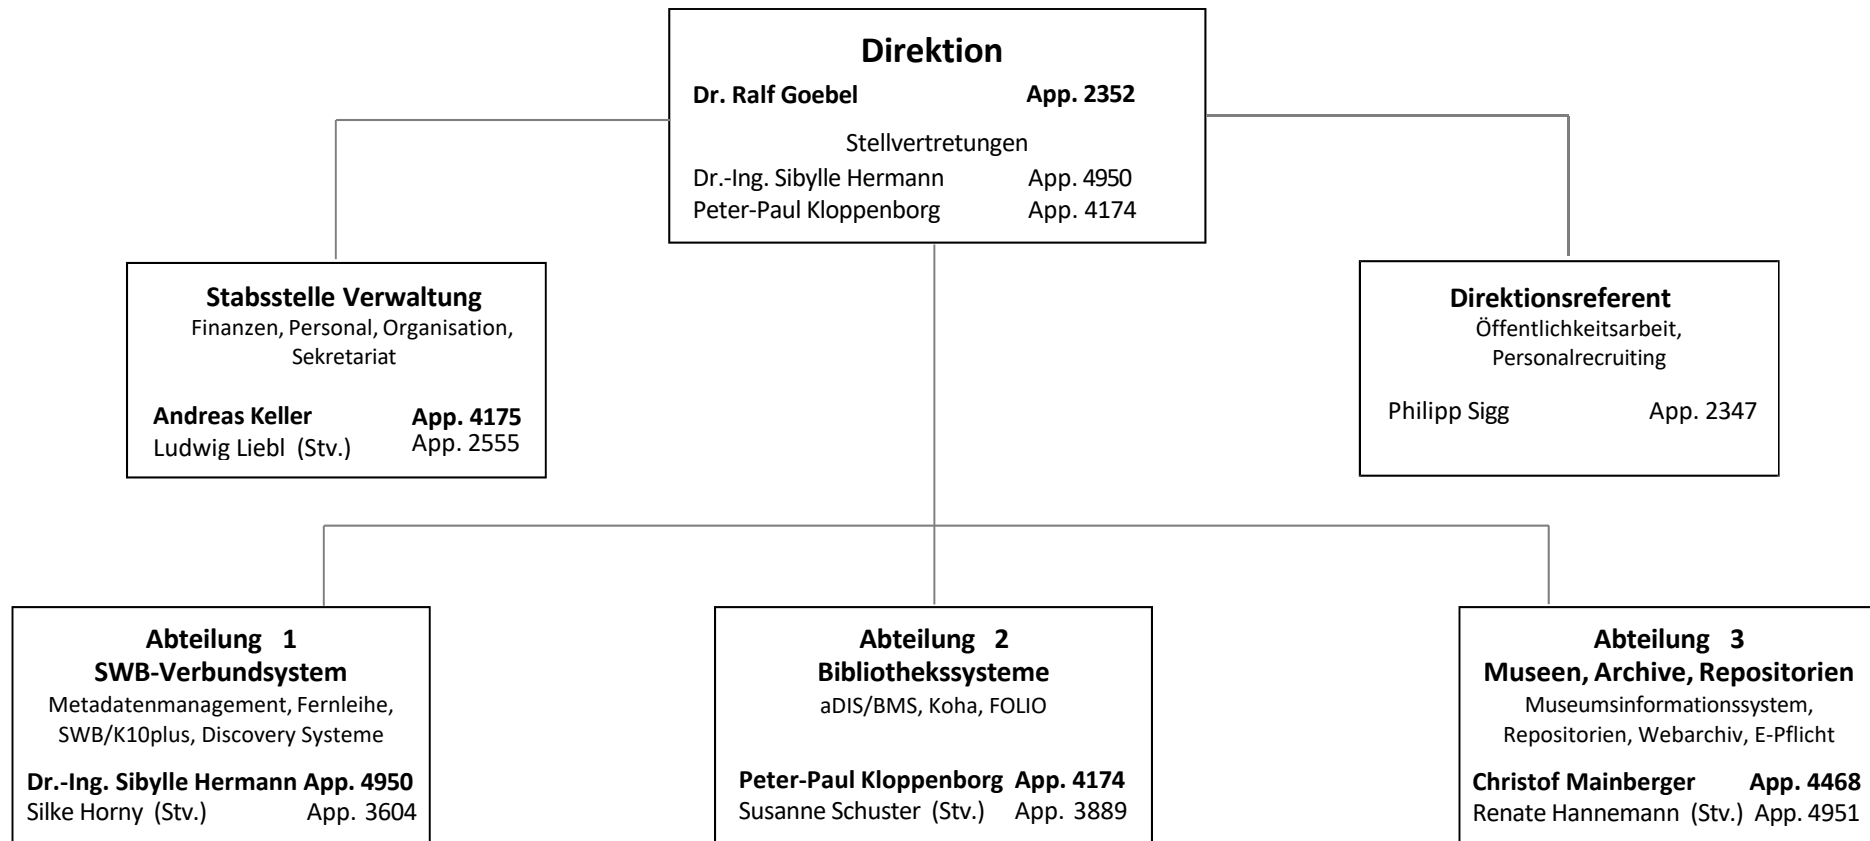 Direktion
Dr. Ralf Goebel App. 2352
Stellvertretungen
Dr.-Ing. Sibylle Hermann App. 4950
Peter-Paul Kloppenborg App. 4174
Stabsstelle Verwaltung
Finanzen, Personal, Organisation,
Sekretariat
Andreas Keller App. 4175
Ludwig Liebl (Stv.) App. 2555
Direktionsreferent
Öffentlichkeitsarbeit,
Personalrecruiting
Philipp Sigg App. 2347
Abteilung 1
SWB-Verbundsystem
Metadatenmanagement, Fernleihe,
SWB/K10plus, Discovery Systeme
Dr.-Ing. Sibylle Hermann App. 4950
Silke Horny (Stv.) App. 3604
Abteilung 2
Bibliothekssysteme
aDIS/BMS, Koha, FOLIO
Peter-Paul Kloppenborg App. 4174
Susanne Schuster (Stv.) App. 3889
Abteilung 3
Museen, Archive, Repositorien
Museumsinformationssystem,
Repositorien, Webarchiv, E-Pflicht
Christof Mainberger App. 4468
Renate Hannemann (Stv.) App. 4951